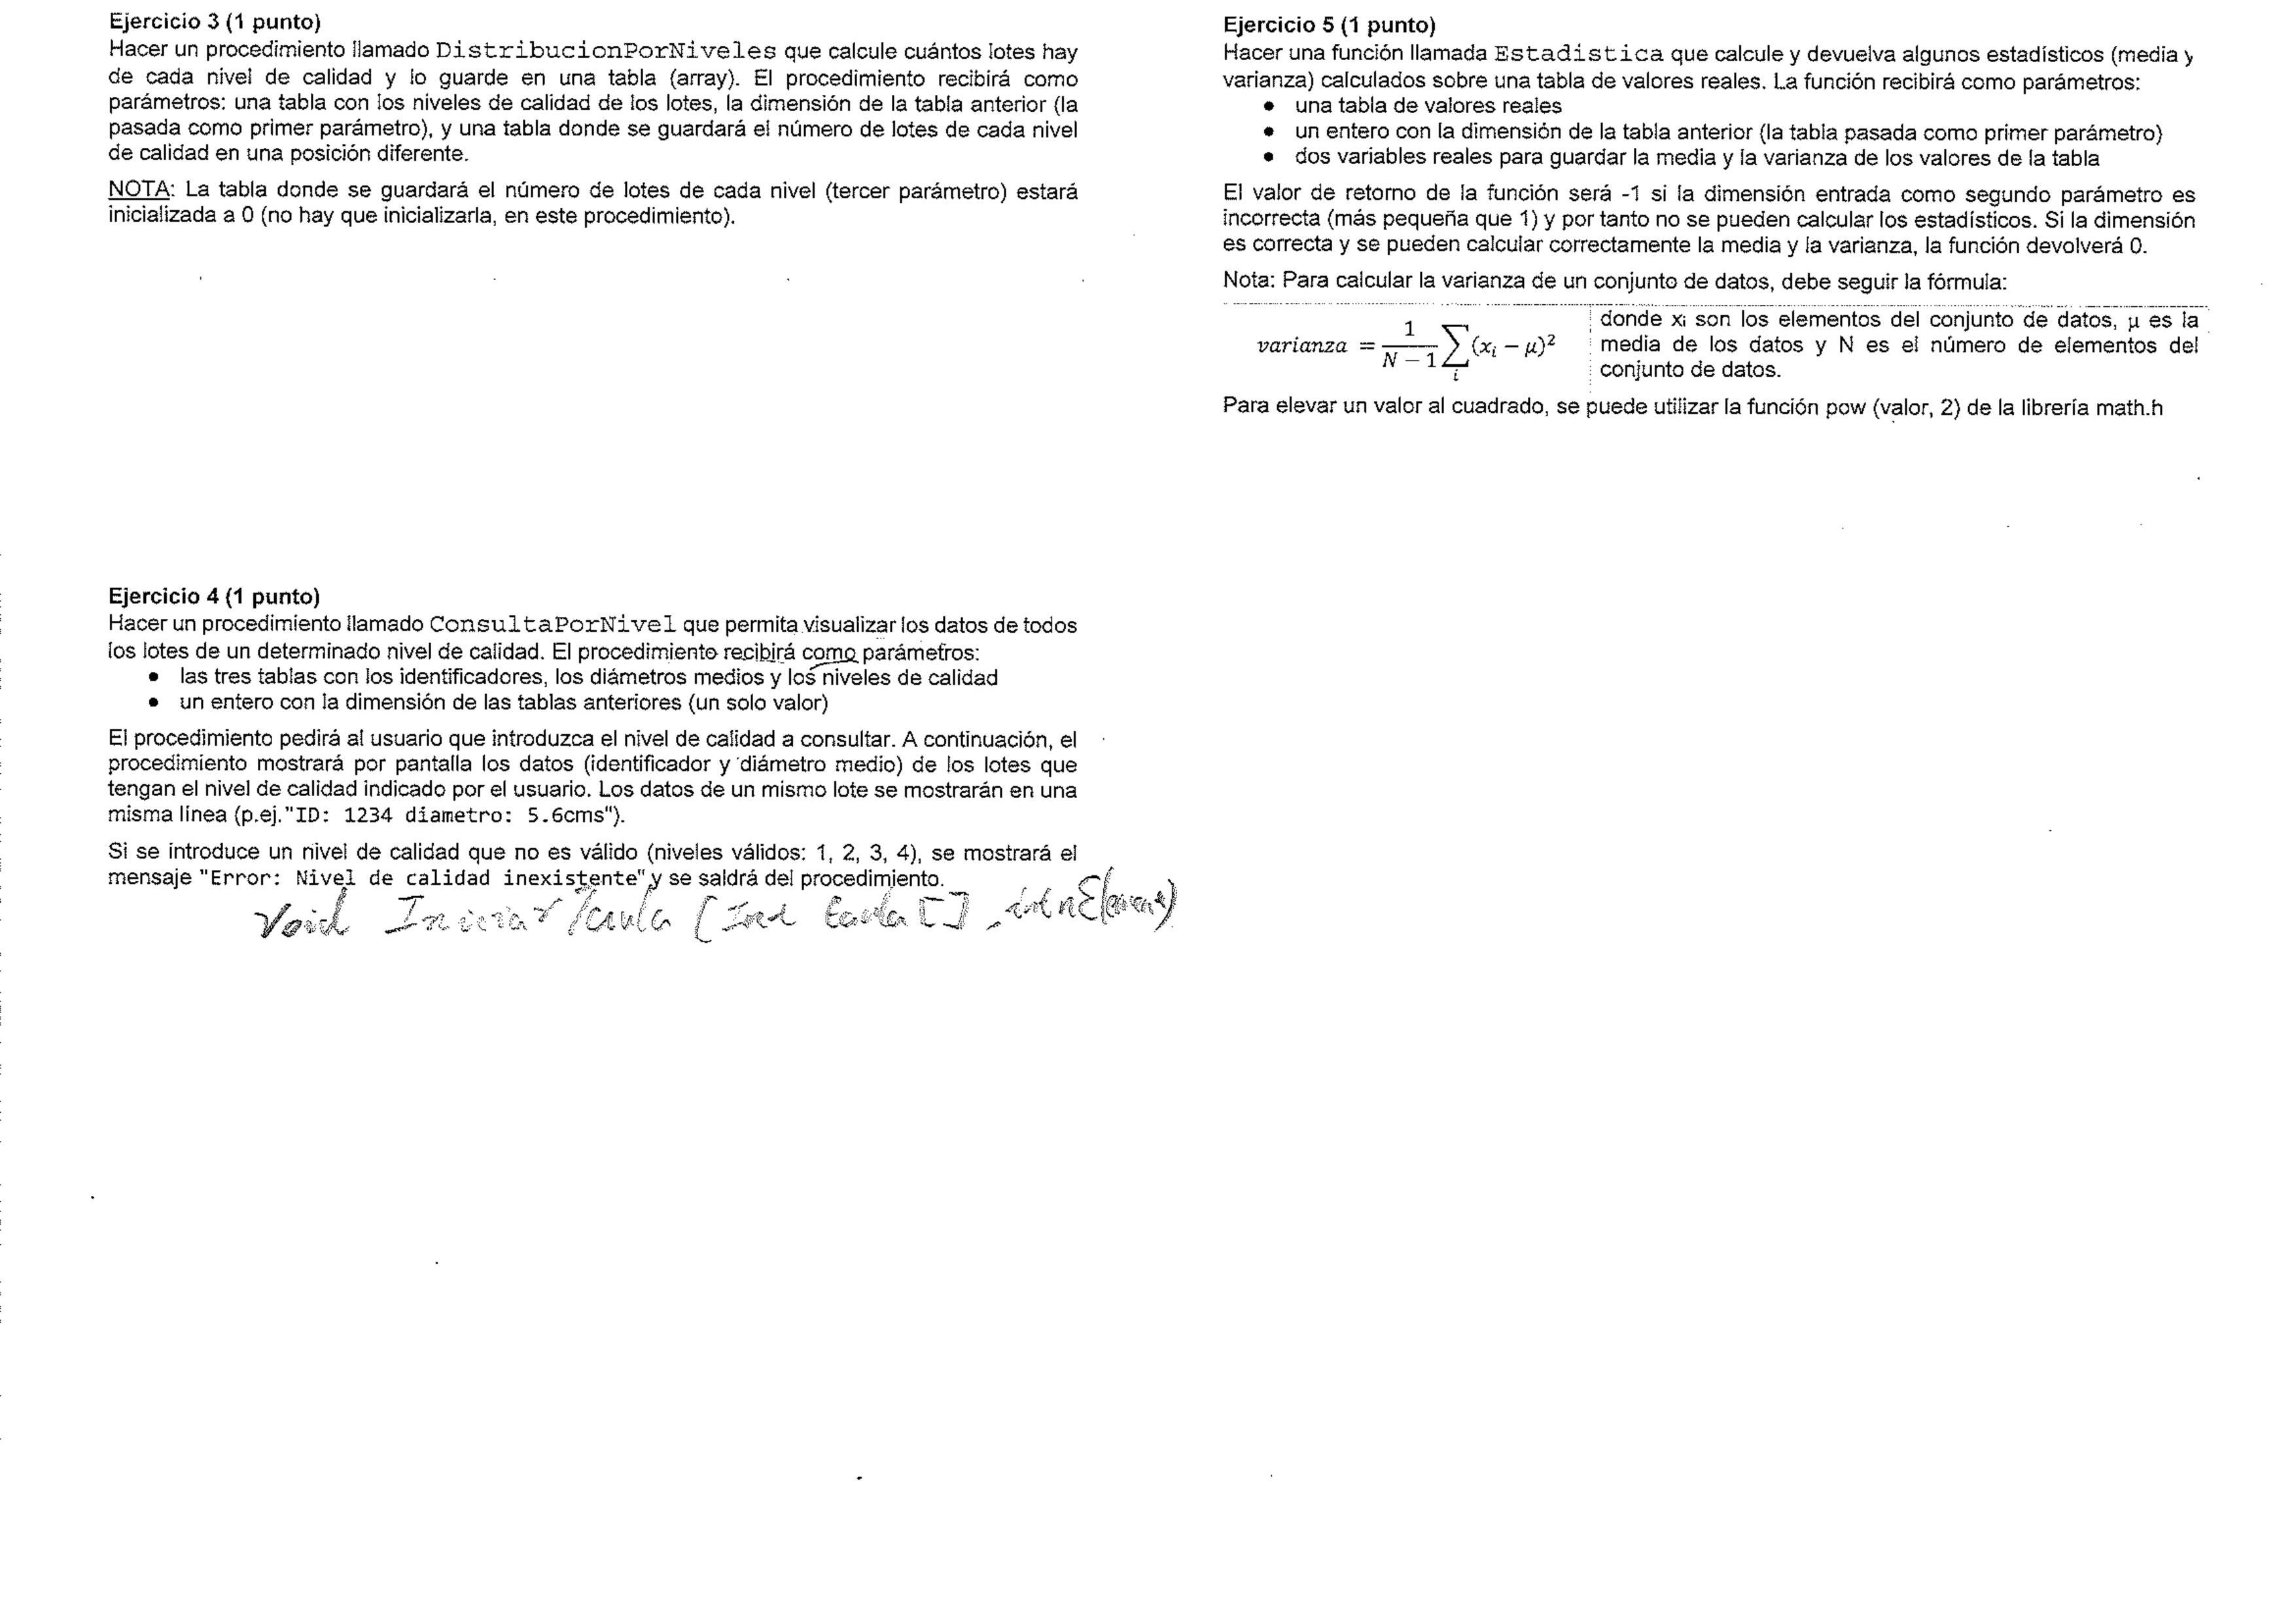 Ejercicio 3 (1 punto)
Hacer un procedimiento llamado DistribucionPorNiveles que calcule cuántos lotes hay
de cada nivel de calidad y lo guarde en una tabla (array). El procedimiento recibirá como
parámetros: una tabla con los niveles de calidad de los lotes, la dimensión de la tabla anterior (la
pasada como primer parámetro), y una tabla donde se guardará el número de lotes de cada nivel
de calidad en una posición diferente.
NOTA: La tabla donde se guardará el número de lotes de cada nivel (tercer parámetro) estará
inicializada a 0 (no hay que inicializarla, en este procedimiento).
Ejercicio 4 (1 punto)
Hacer un procedimiento llamado ConsultaPorNivel que permita visualizar los datos de todos
los lotes de un determinado nivel de calidad. El procedimiento recibirá como parámetros:
• las tres tablas con los identificadores, los diámetros medios y los niveles de calidad
• un entero con la dimensión de las tablas anteriores (un solo valor)
El procedimiento pedirá al usuario que introduzca el nivel de calidad a consultar. A continuación, el
procedimiento mostrará por pantalla los datos (identificador y diámetro medio) de los lotes que
tengan el nivel de calidad indicado por el usuario. Los datos de un mismo lote se mostrarán en una
misma línea (p.ej."ID: 1234 diametro: 5.6cms").
Si se introduce un nivel de calidad que no es válido (niveles válidos: 1, 2, 3, 4), se mostrará el
mensaje "Error: Nivel de calidad inexistente" y se saldrá del procedimiento.
Void Iniciar Taula ( Int taula [ ] , int nElements)
Ejercicio 5 (1 punto)
Hacer una función llamada Estadistica que calcule y devuelva algunos estadísticos (media y
varianza) calculados sobre una tabla de valores reales. La función recibirá como parámetros:
• una tabla de valores reales
• un entero con la dimensión de la tabla anterior (la tabla pasada como primer parámetro)
• dos variables reales para guardar la media y la varianza de los valores de la tabla
El valor de retorno de la función será -1 si la dimensión entrada como segundo parámetro es
incorrecta (más pequeña que 1) y por tanto no se pueden calcular los estadísticos. Si la dimensión
es correcta y se pueden calcular correctamente la media y la varianza, la función devolverá 0.
Nota: Para calcular la varianza de un conjunto de datos, debe seguir la fórmula:
varianza = 1/(N − 1) ∑i (xi − μ)²
donde xi son los elementos del conjunto de datos, μ es la
media de los datos y N es el número de elementos del
conjunto de datos.
Para elevar un valor al cuadrado, se puede utilizar la función pow (valor, 2) de la librería math.h